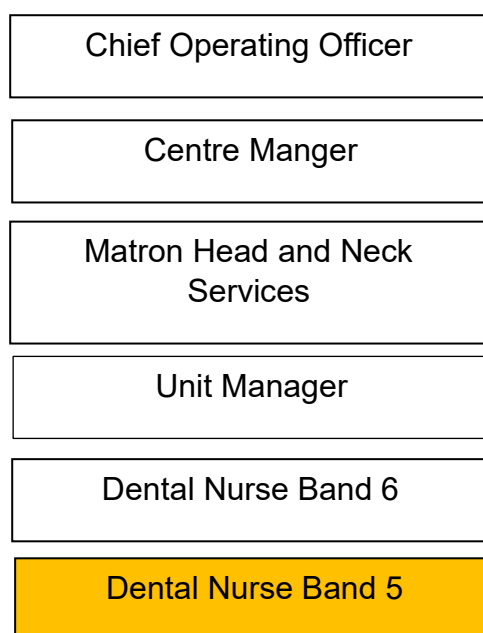 Chief Operating Officer
Centre Manger
Matron Head and Neck
Services
Unit Manager
Dental Nurse Band 6
Dental Nurse Band 5